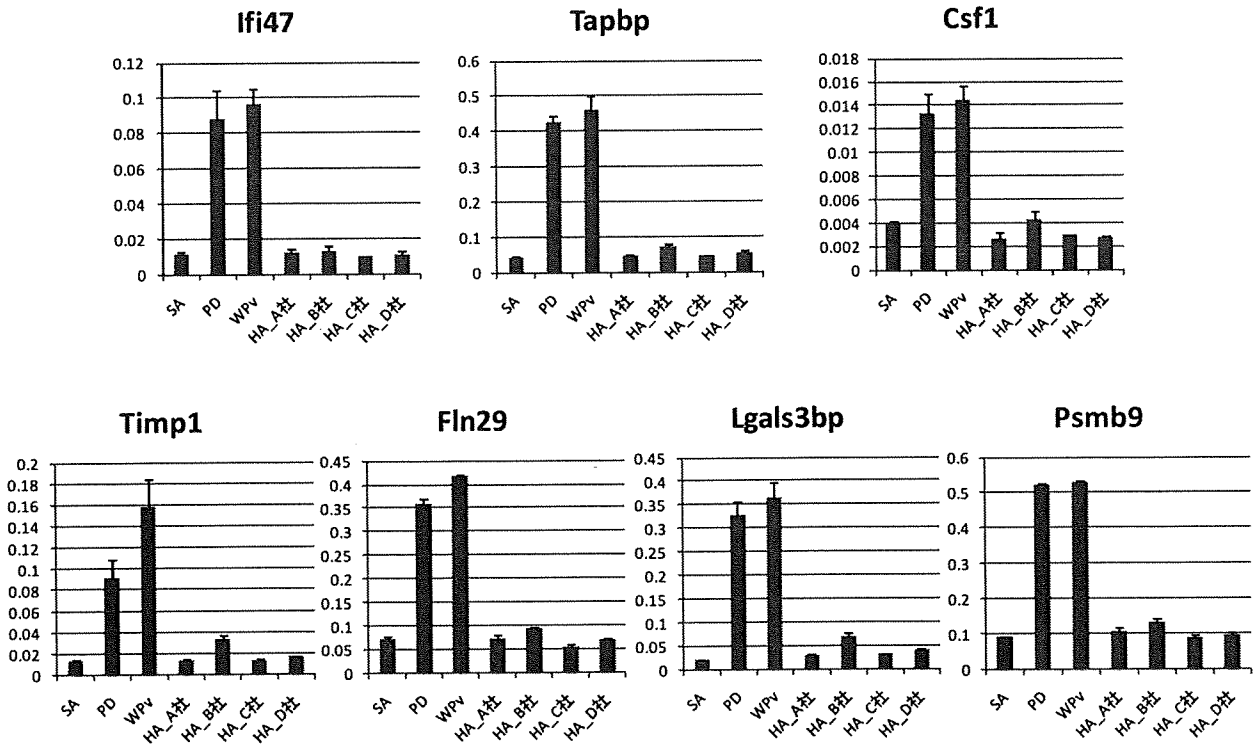 Ifi47
0.12
0.1
0.08
0.06
0.04
0.02
0
SA
PD
WPv
HA_A社
HA_B社
HA_C社
HA_D社
Tapbp
0.6
0.5
0.4
0.3
0.2
0.1
0
SA
PD
WPv
HA_A社
HA_B社
HA_C社
HA_D社
Csf1
0.018
0.016
0.014
0.012
0.01
0.008
0.006
0.004
0.002
0
SA
PD
WPv
HA_A社
HA_B社
HA_C社
HA_D社
Timp1
0.2
0.18
0.16
0.14
0.12
0.1
0.08
0.06
0.04
0.02
0
SA
PD
WPv
HA_A社
HA_B社
HA_C社
HA_D社
Fln29
0.45
0.4
0.35
0.3
0.25
0.2
0.15
0.1
0.05
0
SA
PD
WPv
HA_A社
HA_B社
HA_C社
HA_D社
Lgals3bp
0.45
0.4
0.35
0.3
0.25
0.2
0.15
0.1
0.05
0
SA
PD
WPv
HA_A社
HA_B社
HA_C社
HA_D社
Psmb9
0.6
0.5
0.4
0.3
0.2
0.1
0
SA
PD
WPv
HA_A社
HA_B社
HA_C社
HA_D社